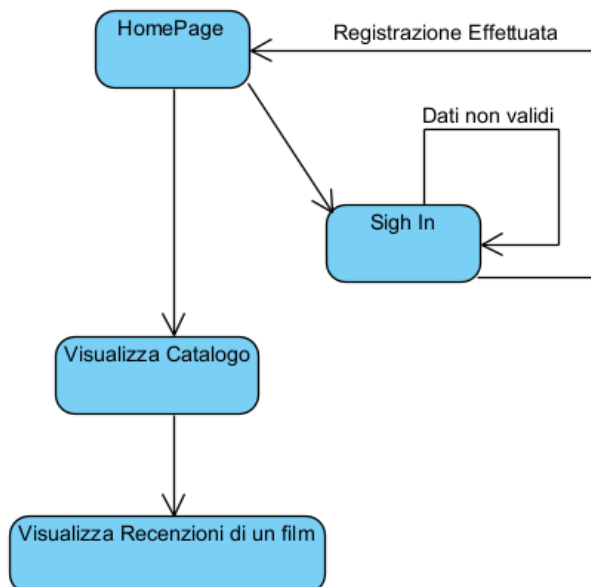 HomePage
Registrazione Effettuata
Dati non validi
Sigh In
Visualizza Catalogo
Visualizza Recenzioni di un film